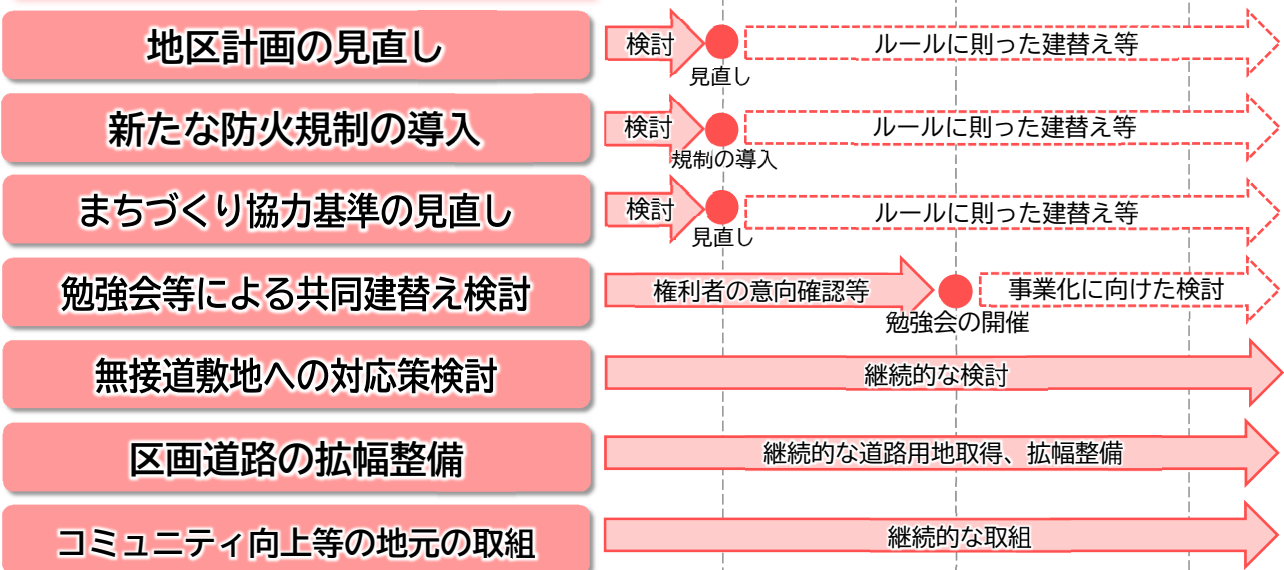 地区計画の見直し
検討
見直し
ルールに則った建替え等
新たな防火規制の導入
検討
規制の導入
ルールに則った建替え等
まちづくり協力基準の見直し
検討
見直し
ルールに則った建替え等
勉強会等による共同建替え検討
権利者の意向確認等
勉強会の開催
事業化に向けた検討
無接道敷地への対応策検討
継続的な検討
区画道路の拡幅整備
継続的な道路用地取得、拡幅整備
コミュニティ向上等の地元の取組
継続的な取組